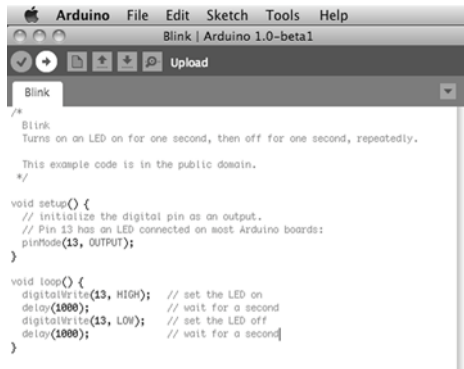 Arduino File Edit Sketch Tools Help
Blink | Arduino 1.0-beta1
Upload
Blink
/*
  Blink
  Turns on an LED on for one second, then off for one second, repeatedly.

  This example code is in the public domain.
 */

void setup() {
  // initialize the digital pin as an output.
  // Pin 13 has an LED connected on most Arduino boards:
  pinMode(13, OUTPUT);
}

void loop() {
  digitalWrite(13, HIGH);   // set the LED on
  delay(1000);              // wait for a second
  digitalWrite(13, LOW);    // set the LED off
  delay(1000);              // wait for a second
}